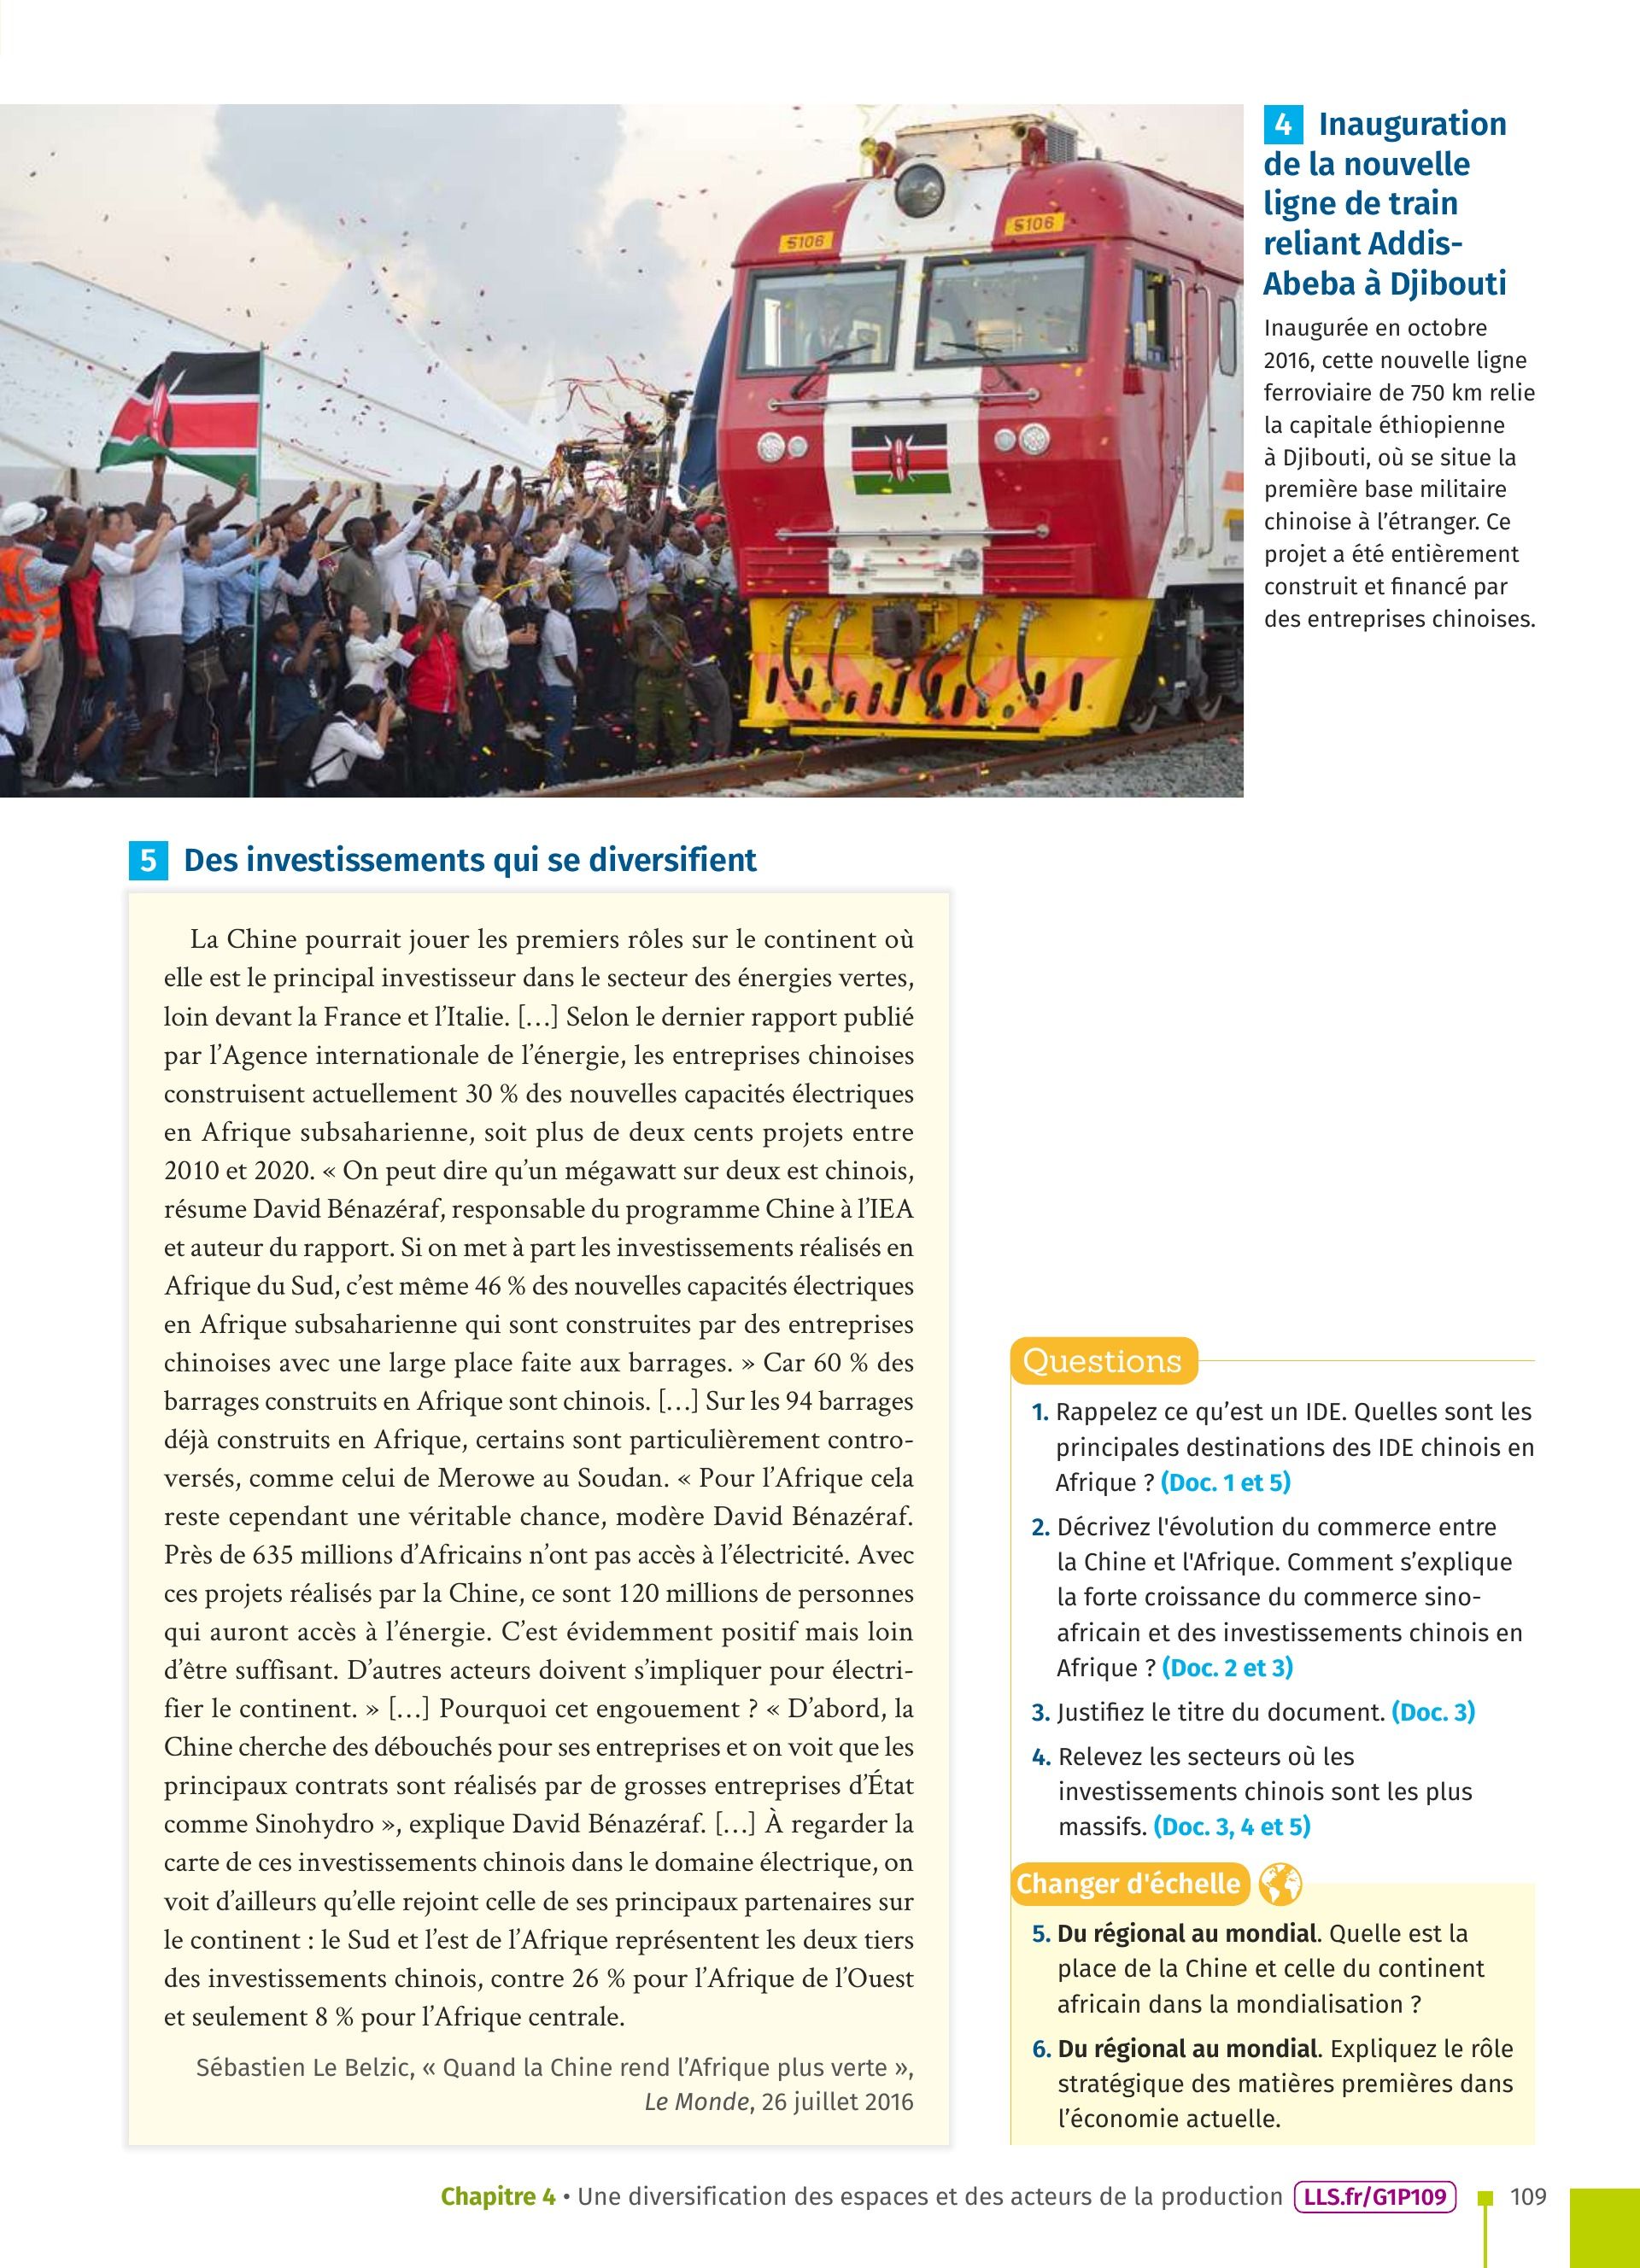 4 Inauguration
de la nouvelle
ligne de train
reliant Addis-
Abeba à Djibouti
Inaugurée en octobre
2016, cette nouvelle ligne
ferroviaire de 750 km relie
la capitale éthiopienne
à Djibouti, où se situe la
première base militaire
chinoise à l’étranger. Ce
projet a été entièrement
construit et financé par
des entreprises chinoises.
S106
S106
5 Des investissements qui se diversifient
La Chine pourrait jouer les premiers rôles sur le continent où
elle est le principal investisseur dans le secteur des énergies vertes,
loin devant la France et l’Italie. […] Selon le dernier rapport publié
par l’Agence internationale de l’énergie, les entreprises chinoises
construisent actuellement 30 % des nouvelles capacités électriques
en Afrique subsaharienne, soit plus de deux cents projets entre
2010 et 2020. « On peut dire qu’un mégawatt sur deux est chinois,
résume David Bénazéraf, responsable du programme Chine à l’IEA
et auteur du rapport. Si on met à part les investissements réalisés en
Afrique du Sud, c’est même 46 % des nouvelles capacités électriques
en Afrique subsaharienne qui sont construites par des entreprises
chinoises avec une large place faite aux barrages. » Car 60 % des
barrages construits en Afrique sont chinois. […] Sur les 94 barrages
déjà construits en Afrique, certains sont particulièrement contro-
versés, comme celui de Merowe au Soudan. « Pour l’Afrique cela
reste cependant une véritable chance, modère David Bénazéraf.
Près de 635 millions d’Africains n’ont pas accès à l’électricité. Avec
ces projets réalisés par la Chine, ce sont 120 millions de personnes
qui auront accès à l’énergie. C’est évidemment positif mais loin
d’être suffisant. D’autres acteurs doivent s’impliquer pour électri-
fier le continent. » […] Pourquoi cet engouement ? « D’abord, la
Chine cherche des débouchés pour ses entreprises et on voit que les
principaux contrats sont réalisés par de grosses entreprises d’État
comme Sinohydro », explique David Bénazéraf. […] À regarder la
carte de ces investissements chinois dans le domaine électrique, on
voit d’ailleurs qu’elle rejoint celle de ses principaux partenaires sur
le continent : le Sud et l’est de l’Afrique représentent les deux tiers
des investissements chinois, contre 26 % pour l’Afrique de l’Ouest
et seulement 8 % pour l’Afrique centrale.
Sébastien Le Belzic, « Quand la Chine rend l’Afrique plus verte »,
Le Monde, 26 juillet 2016
Questions
1. Rappelez ce qu’est un IDE. Quelles sont les
principales destinations des IDE chinois en
Afrique ? (Doc. 1 et 5)
2. Décrivez l'évolution du commerce entre
la Chine et l'Afrique. Comment s’explique
la forte croissance du commerce sino-
africain et des investissements chinois en
Afrique ? (Doc. 2 et 3)
3. Justifiez le titre du document. (Doc. 3)
4. Relevez les secteurs où les
investissements chinois sont les plus
massifs. (Doc. 3, 4 et 5)
Changer d'échelle
5. Du régional au mondial. Quelle est la
place de la Chine et celle du continent
africain dans la mondialisation ?
6. Du régional au mondial. Expliquez le rôle
stratégique des matières premières dans
l’économie actuelle.
Chapitre 4 • Une diversification des espaces et des acteurs de la production LLS.fr/G1P109 109